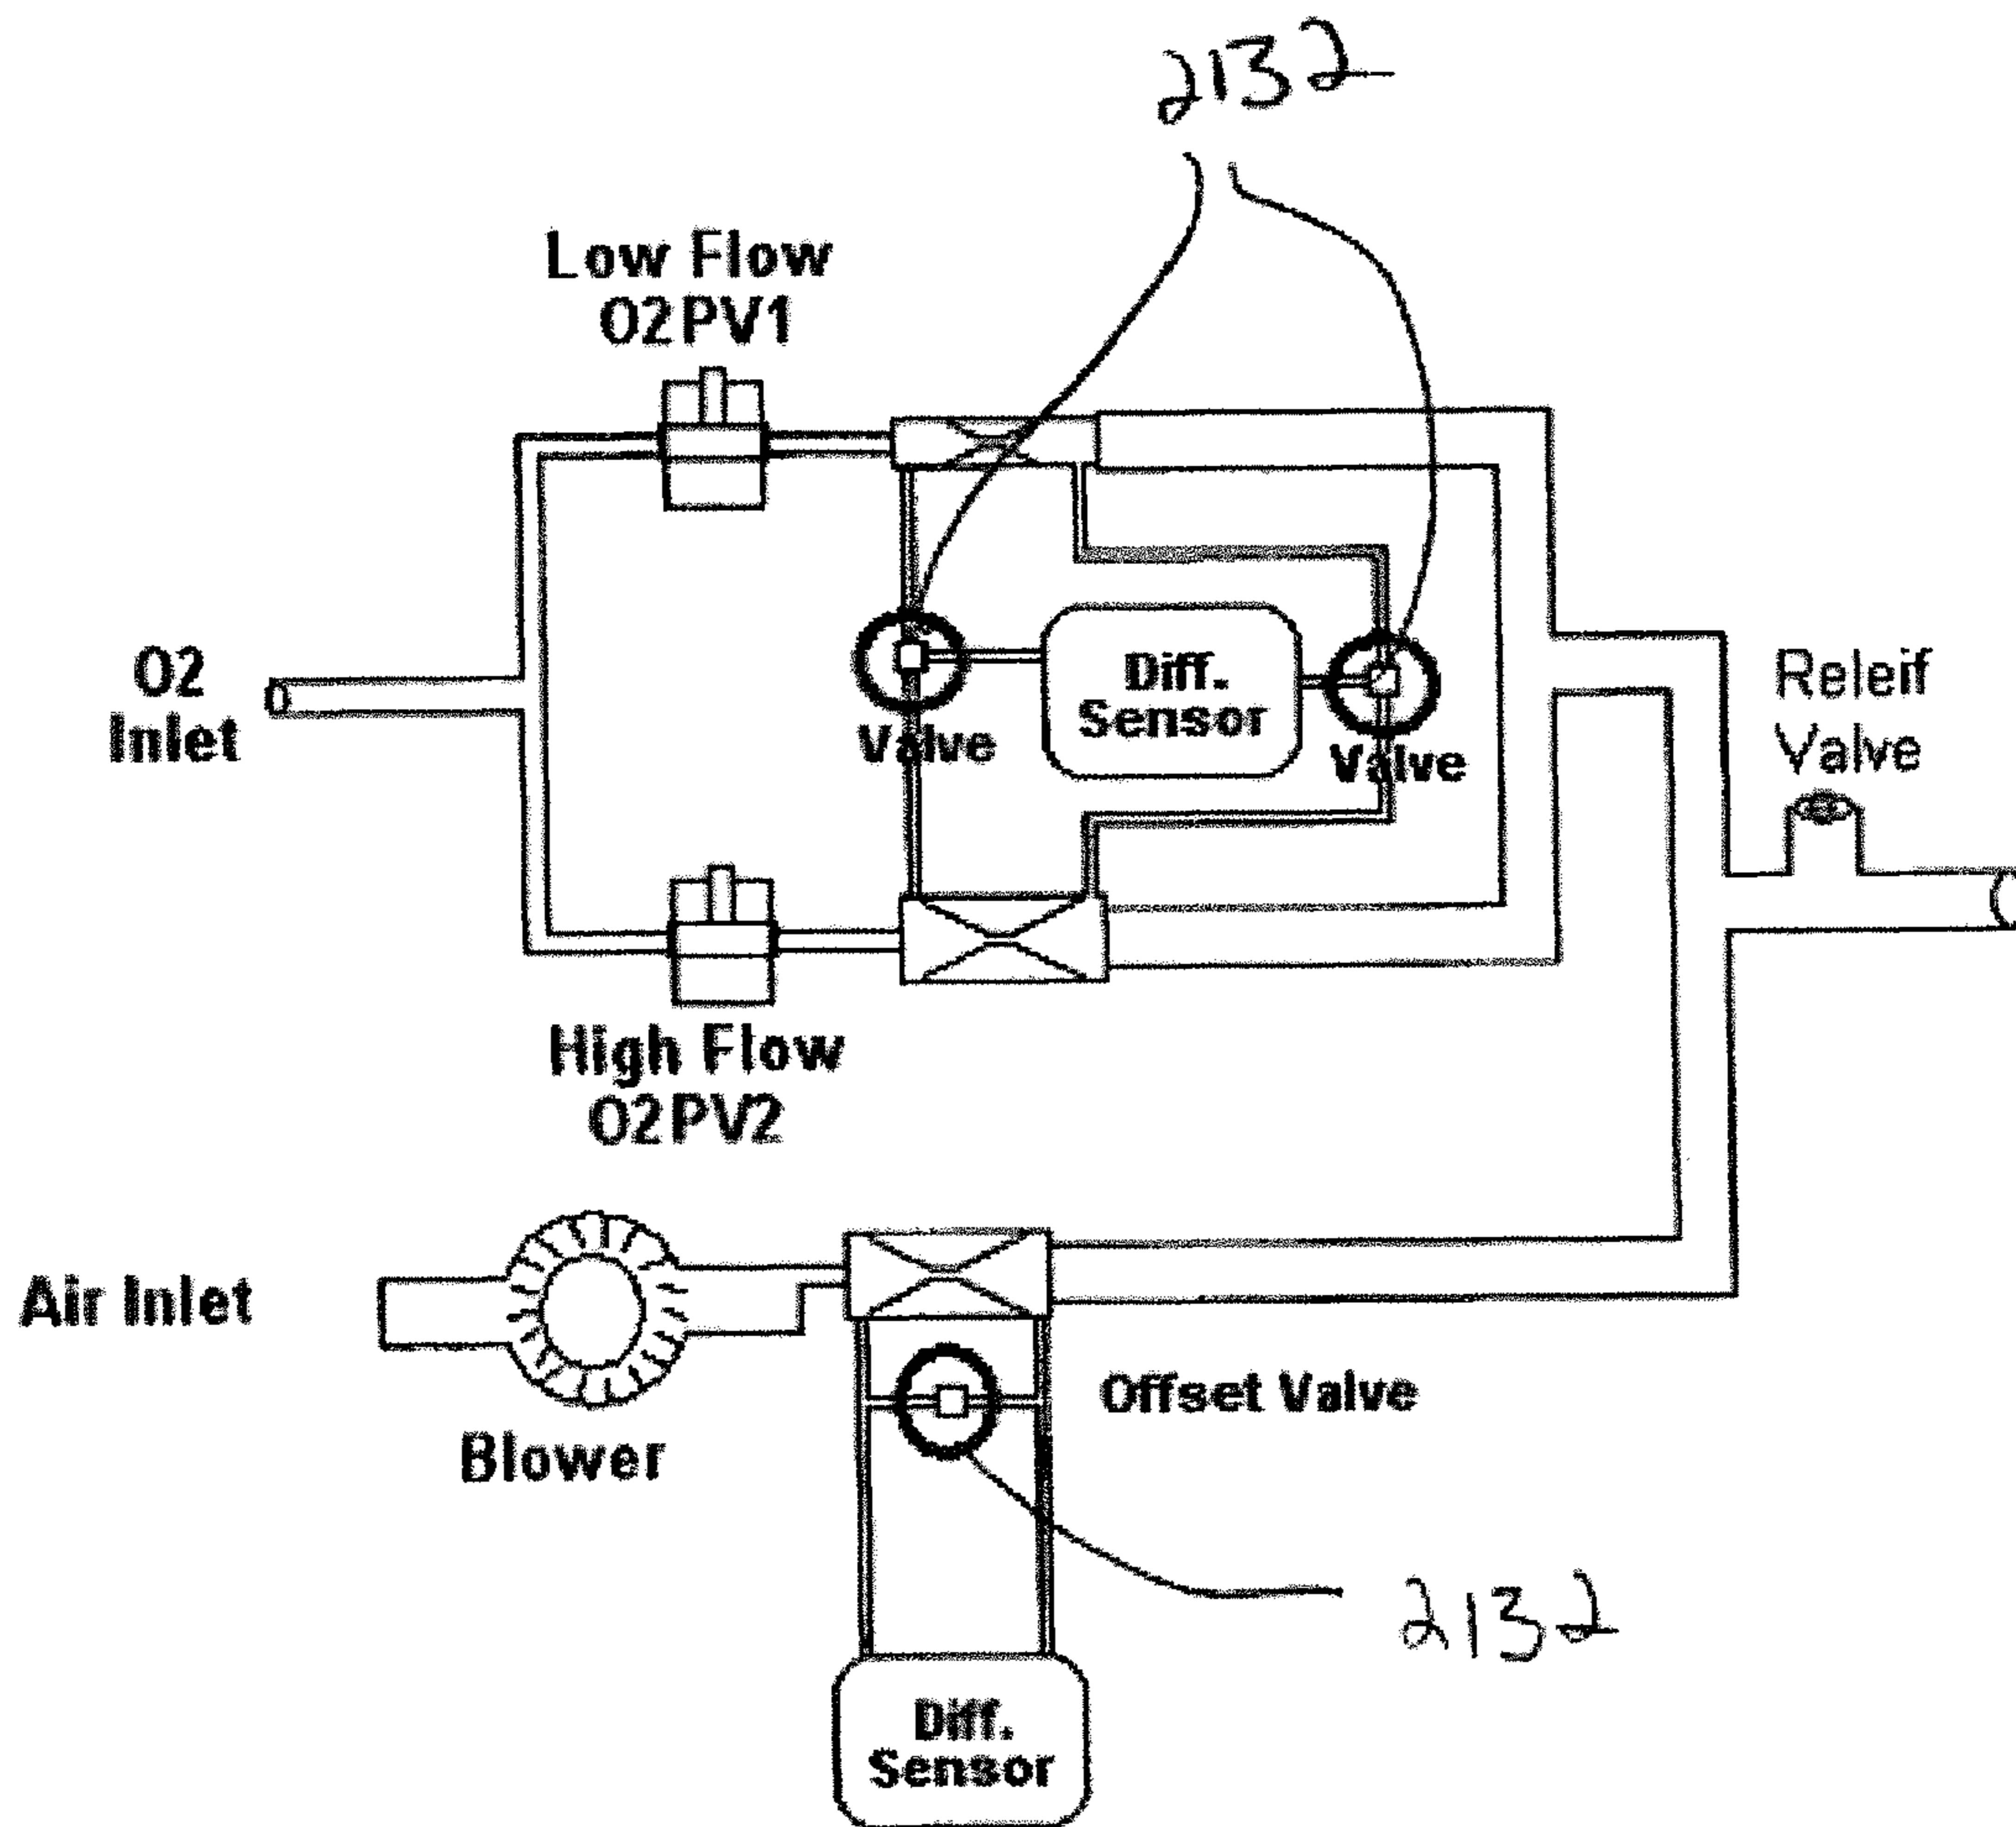 2132
Low Flow
O2PV1
O2
Inlet
Valve
Diff.
Sensor
Valve
Releif
Valve
High Flow
O2PV2
Air Inlet
Blower
Offset Valve
2132
Diff.
Sensor